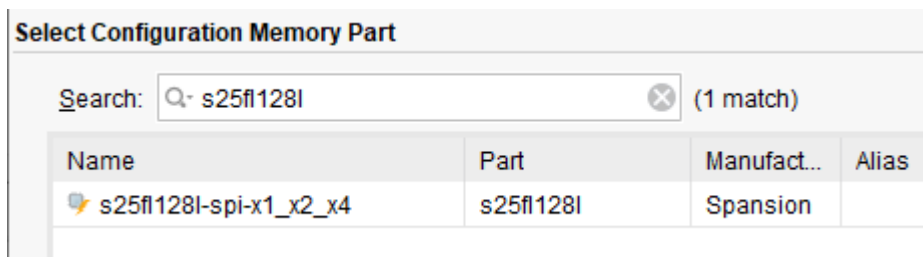 Select Configuration Memory Part
Search: s25fl128l (1 match)
Name Part Manufact... Alias
s25fl128l-spi-x1_x2_x4 s25fl128l Spansion